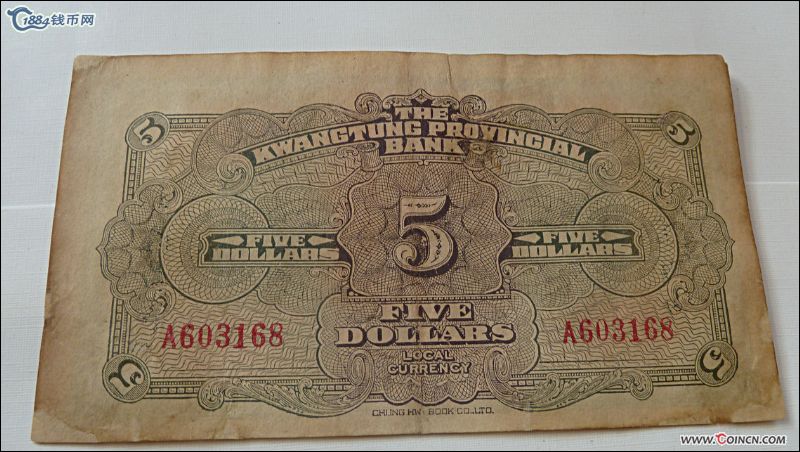 1884钱币网
5 5
THE
KWANGTUNG PROVINCIAL
BANK
5
FIVE FIVE
DOLLARS DOLLARS
FIVE
DOLLARS
A603168 A603168
LOCAL
CURRENCY
5 5
CHUNG HWA BOOK CO., LTD.
WWW.COINCN.COM